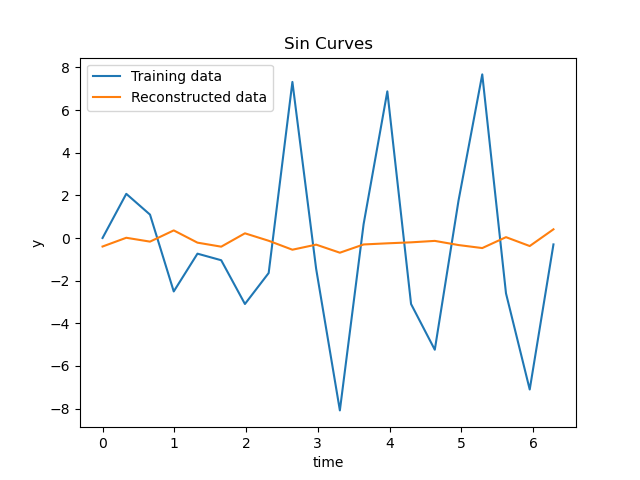 Sin Curves
Training data
Reconstructed data
8
6
4
2
0
−2
−4
−6
−8
y
0 1 2 3 4 5 6
time